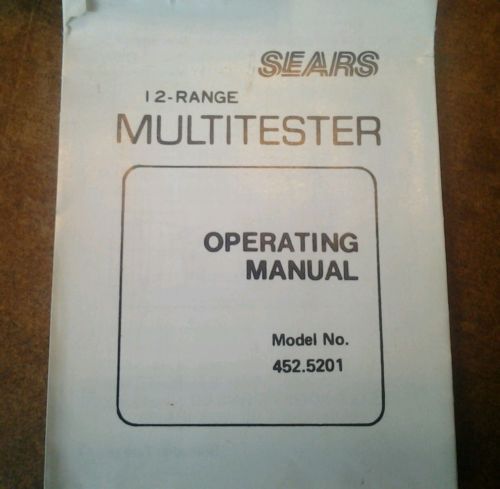 SEARS
12-RANGE
MULTITESTER
OPERATING
MANUAL
Model No.
452.5201